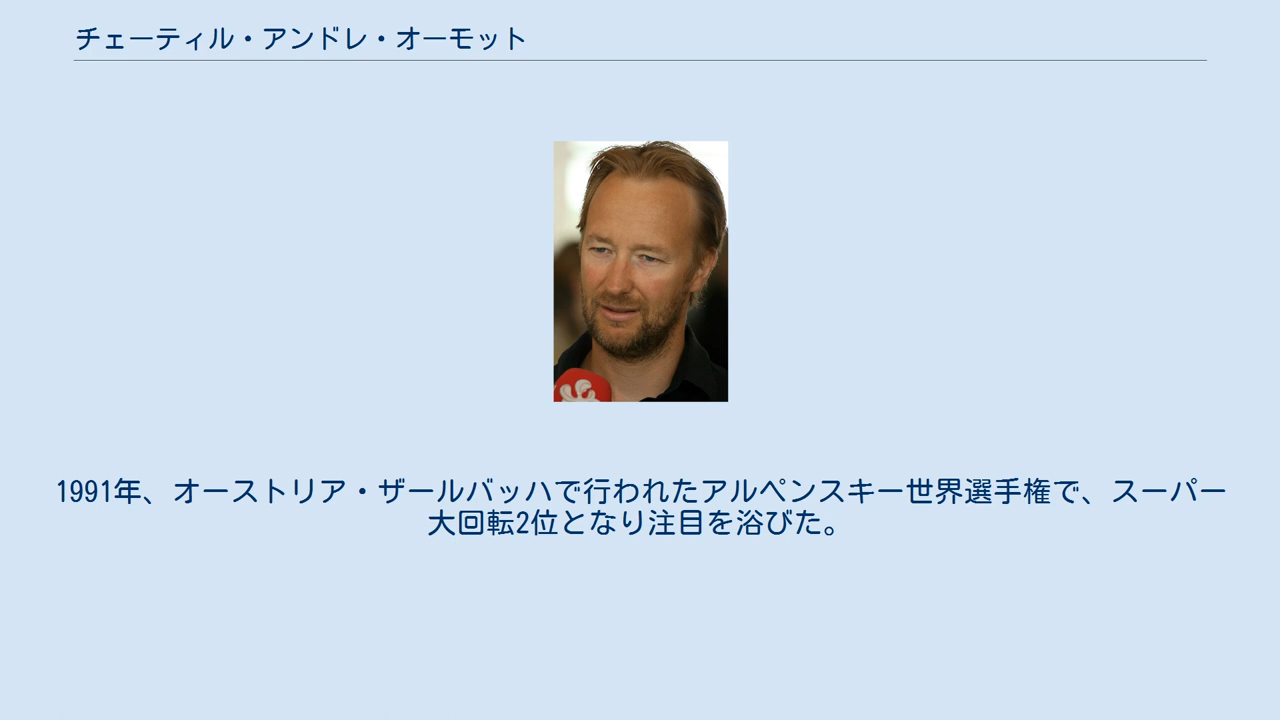 チェーティル・アンドレ・オーモット
1991年、オーストリア・ザールバッハで行われたアルペンスキー世界選手権で、スーパー
大回転2位となり注目を浴びた。